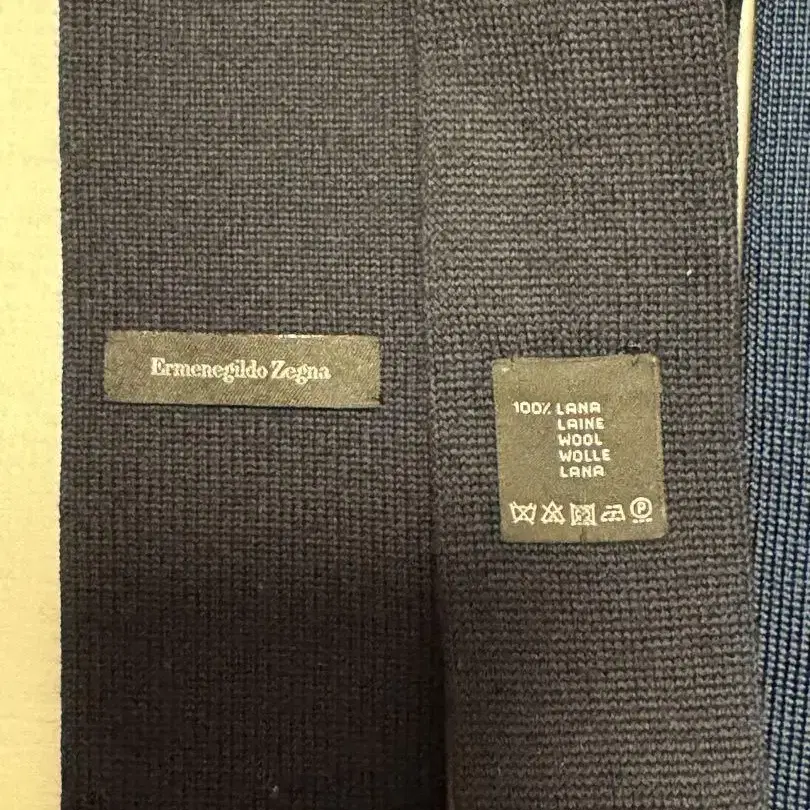 Ermenegildo Zegna
100% LANA
LAINE
WOOL
WOLLE
LANA
P